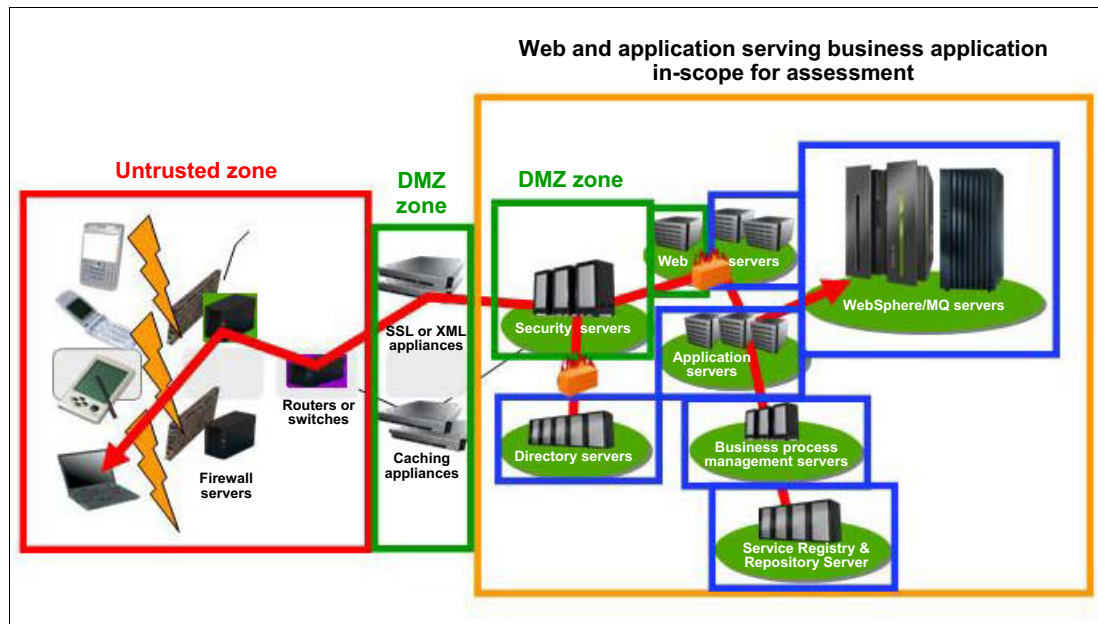 Web and application serving business application
in-scope for assessment
Untrusted zone
DMZ
zone
DMZ zone
Web
servers
WebSphere/MQ servers
Security servers
SSL or XML
appliances
Application
servers
Routers or
switches
Firewall
servers
Caching
appliances
Directory servers
Business process
management servers
Service Registry &
Repository Server